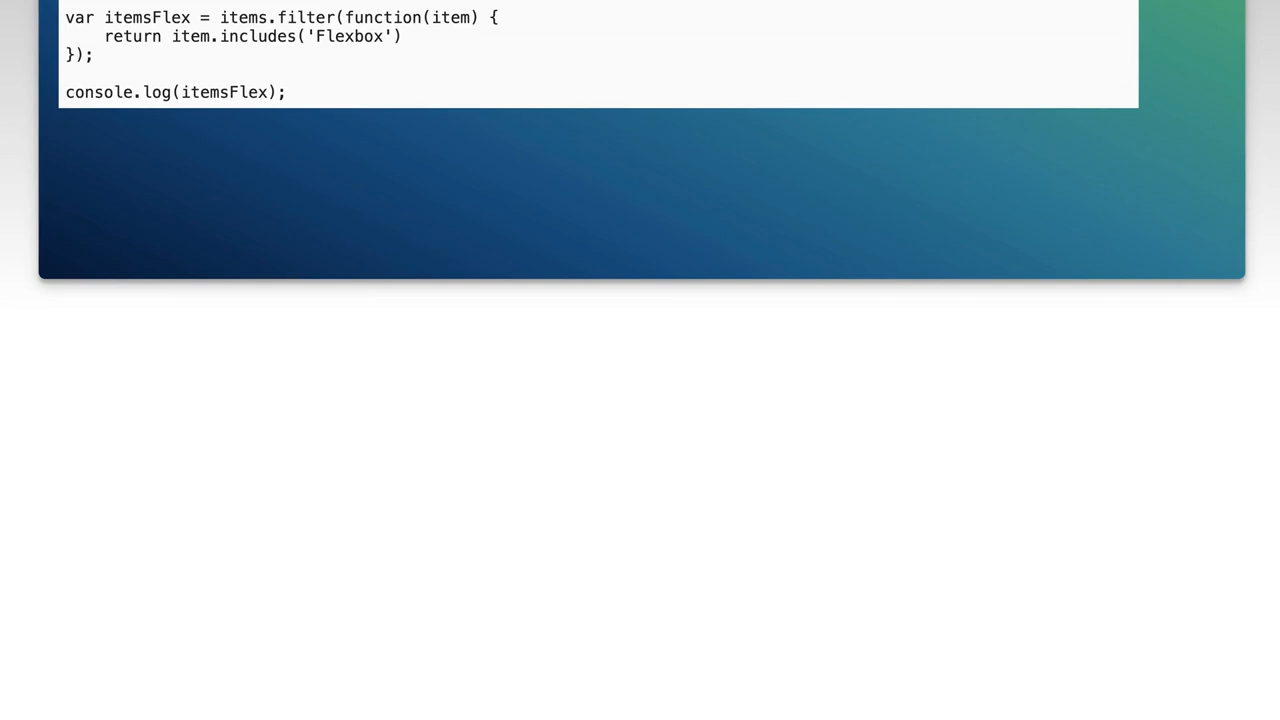 var itemsFlex = items.filter(function(item) {
    return item.includes('Flexbox')
});

console.log(itemsFlex);